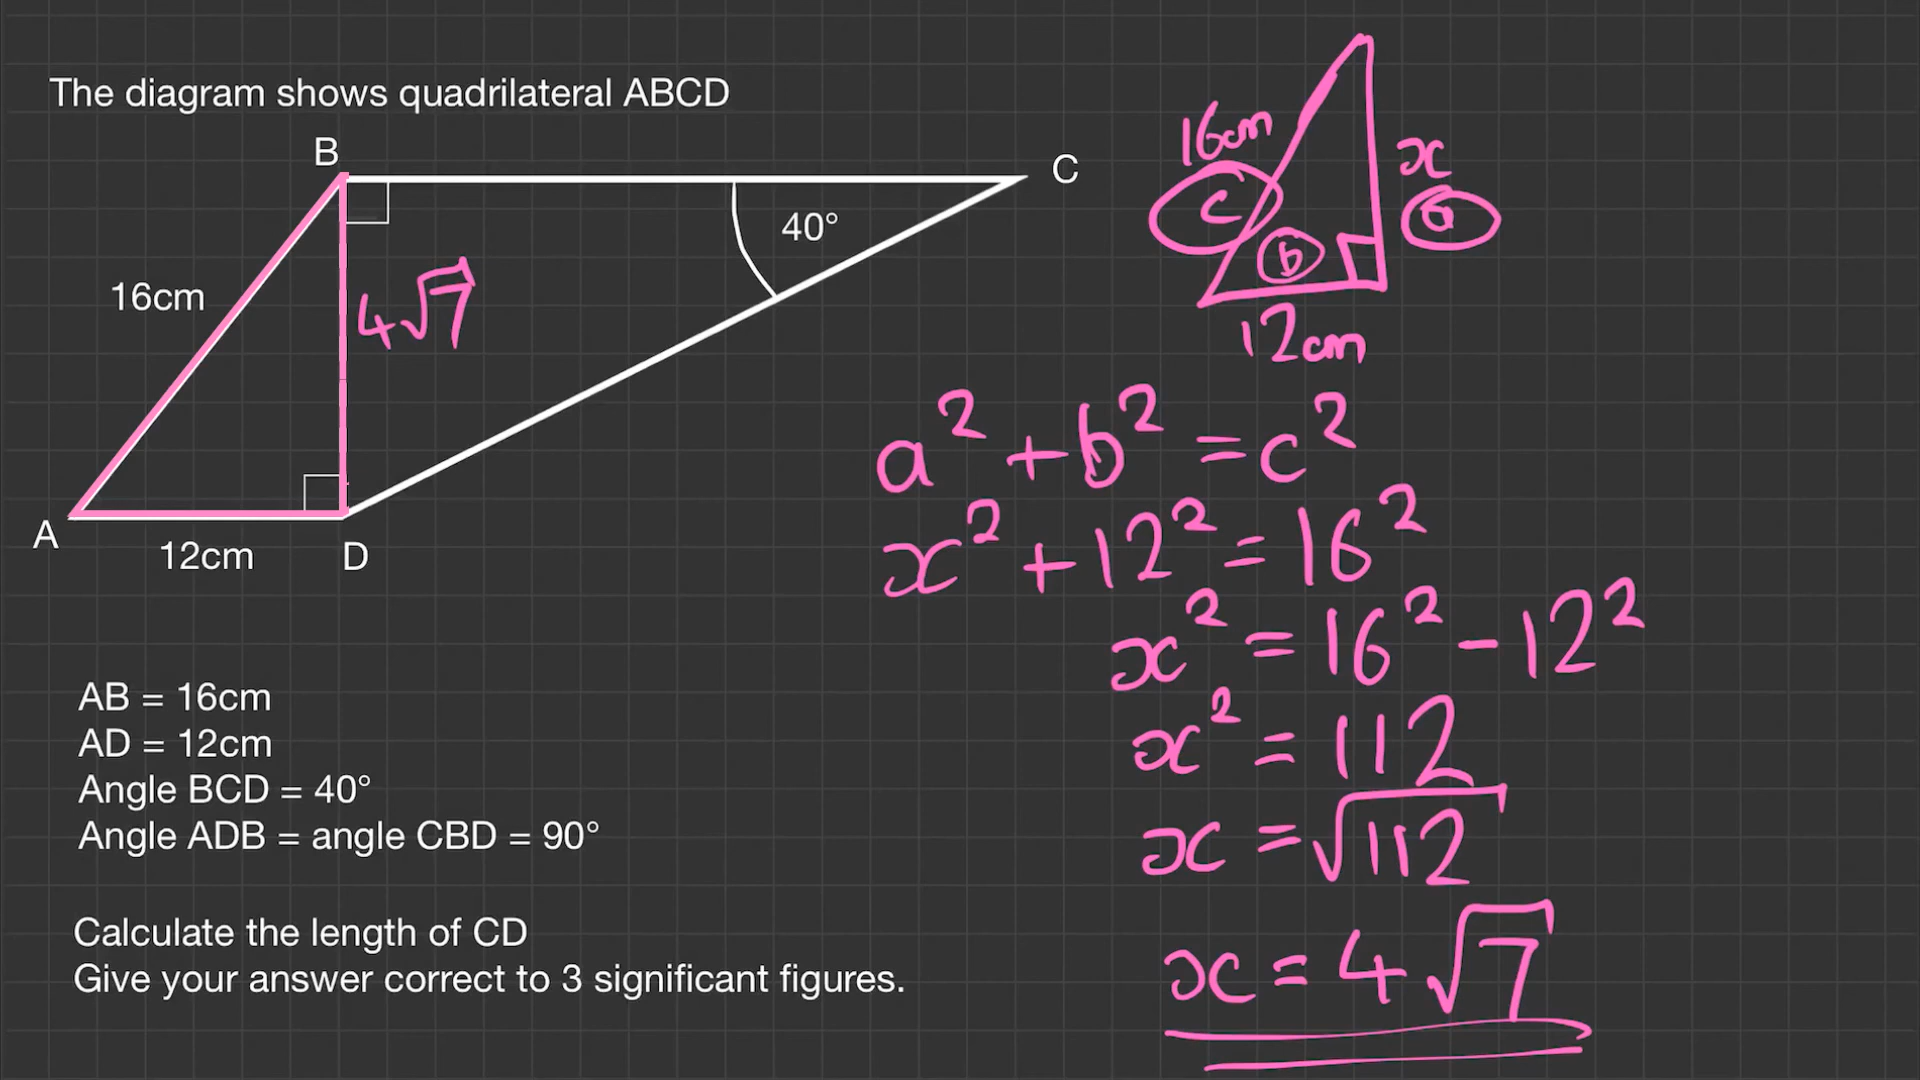 The diagram shows quadrilateral ABCD
B
C
40°
16cm
4√7
A
12cm
D
AB = 16cm
AD = 12cm
Angle BCD = 40°
Angle ADB = angle CBD = 90°
Calculate the length of CD
Give your answer correct to 3 significant figures.
16cm
x
c
a
b
12cm
a² + b² = c²
x² + 12² = 16²
x² = 16² - 12²
x² = 112
x = √112
x = 4√7